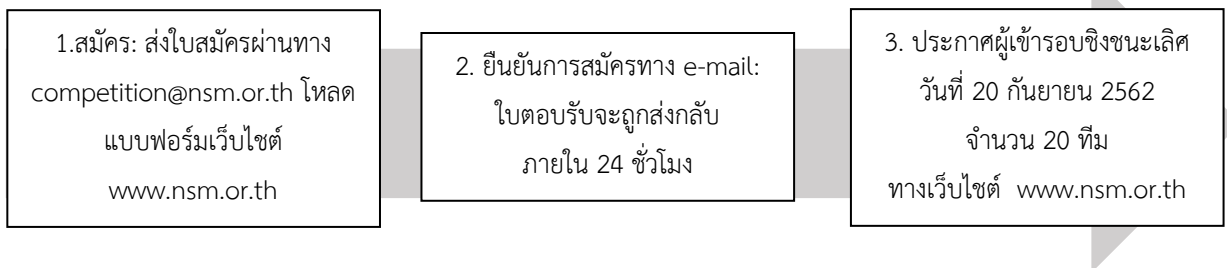 1.สมัคร: ส่งใบสมัครผ่านทาง
competition@nsm.or.th โหลด
แบบฟอร์มเว็บไซต์
www.nsm.or.th
2. ยืนยันการสมัครทาง e-mail:
ใบตอบรับจะถูกส่งกลับ
ภายใน 24 ชั่วโมง
3. ประกาศผู้เข้ารอบชิงชนะเลิศ
วันที่ 20 กันยายน 2562
จำนวน 20 ทีม
ทางเว็บไซต์ www.nsm.or.th